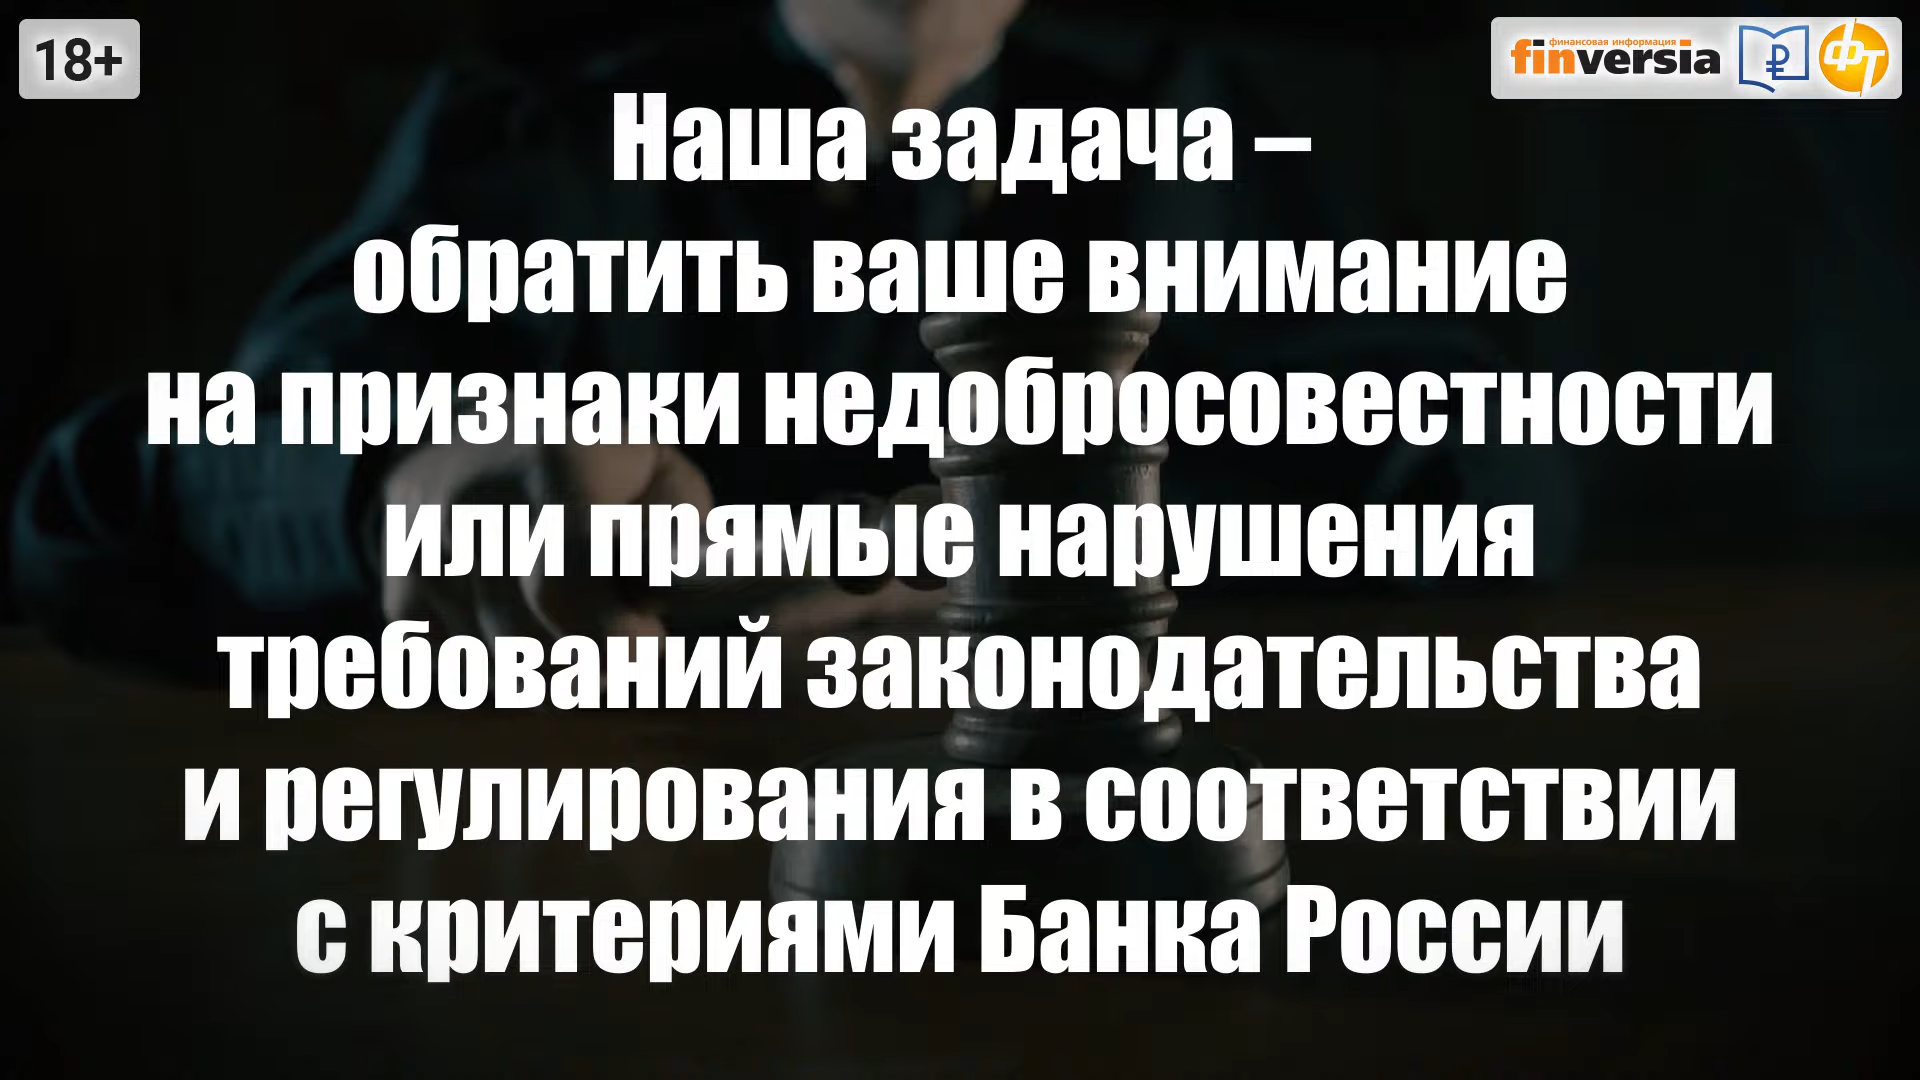 18+
финансовая информация
finversia
ФТ
Наша задача –
обратить ваше внимание
на признаки недобросовестности
или прямые нарушения
требований законодательства
и регулирования в соответствии
с критериями Банка России